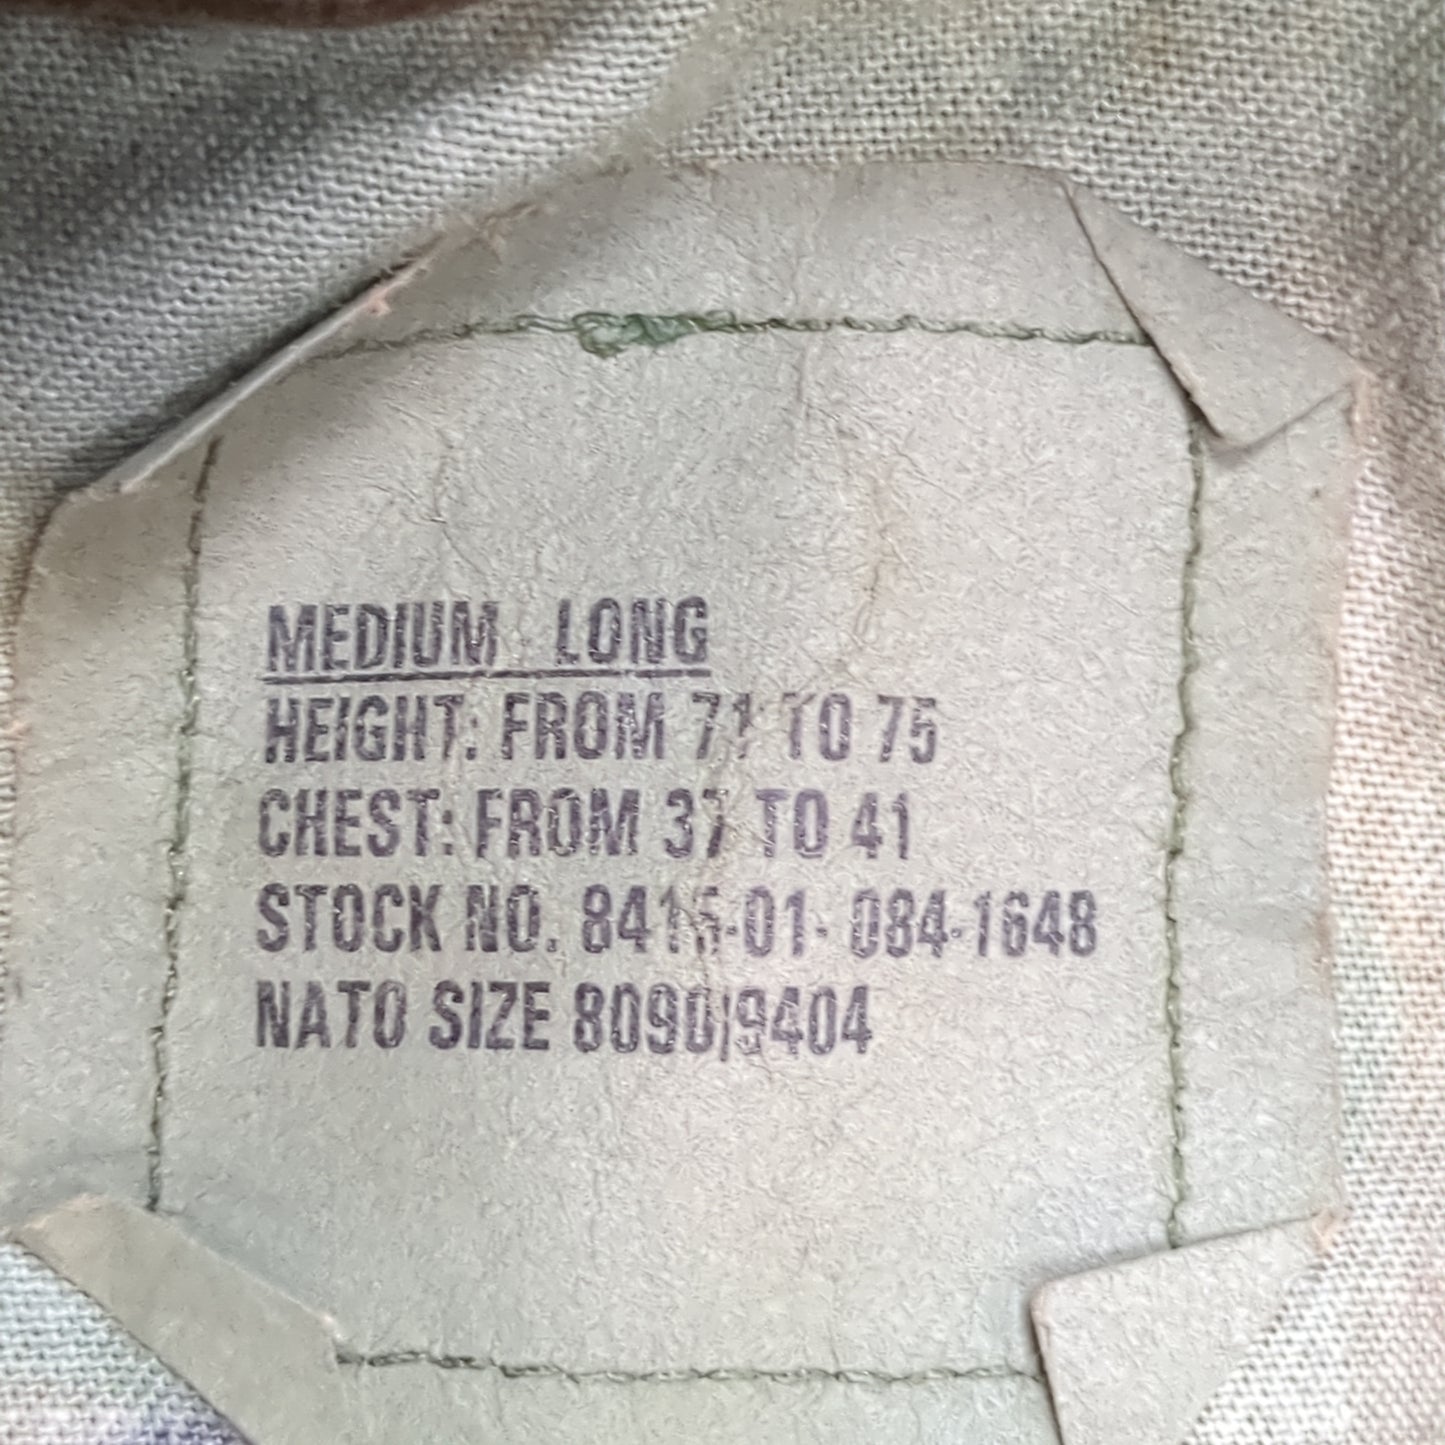 MEDIUM LONG
HEIGHT: FROM 71 TO 75
CHEST: FROM 37 TO 41
STOCK NO. 8415-01-084-1648
NATO SIZE 8090/9404